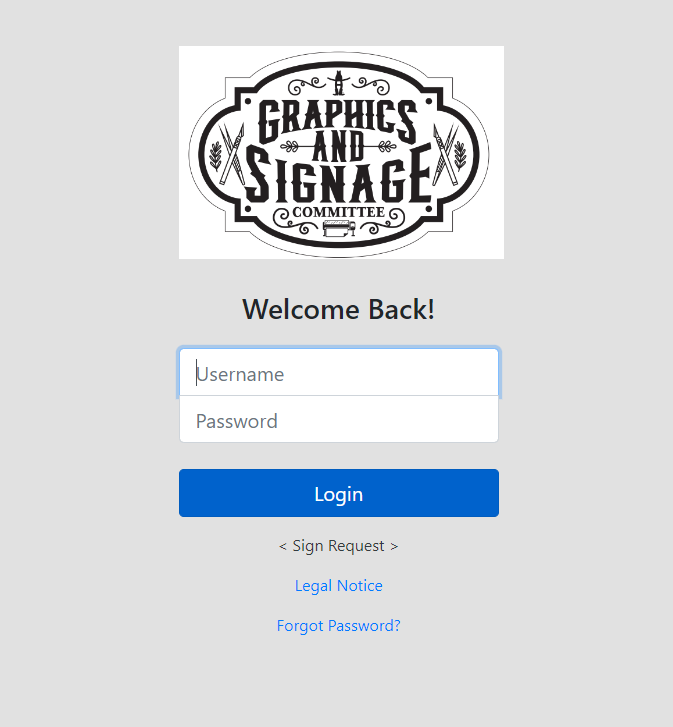 GRAPHICS
AND
SIGNAGE
COMMITTEE
Welcome Back!
Username
Password
Login
< Sign Request >
Legal Notice
Forgot Password?